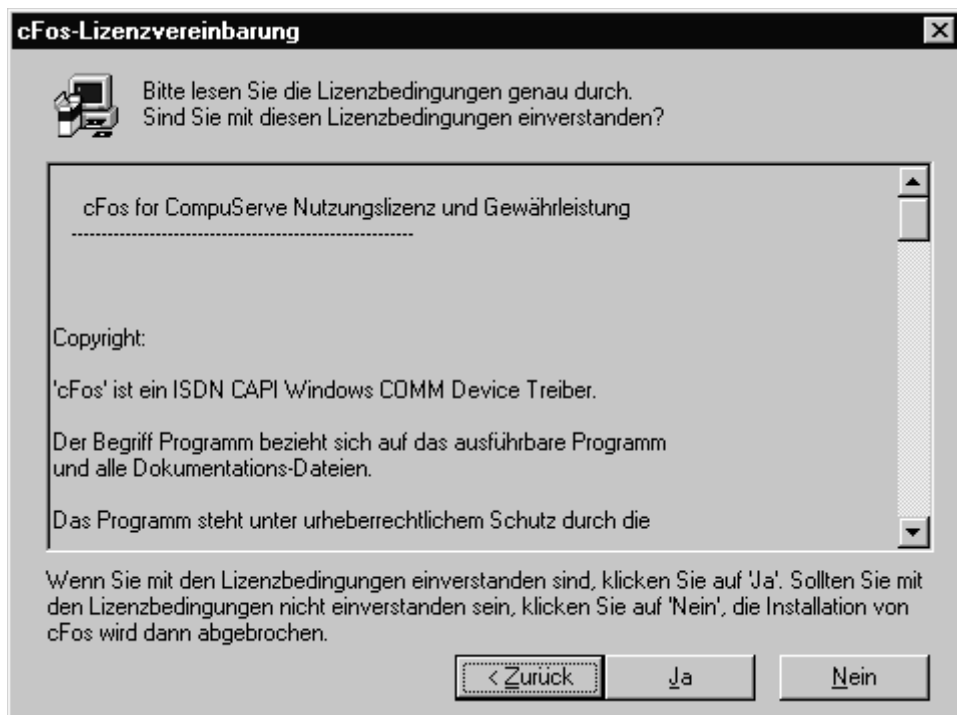 cFos-Lizenzvereinbarung
Bitte lesen Sie die Lizenzbedingungen genau durch.
Sind Sie mit diesen Lizenzbedingungen einverstanden?
cFos for CompuServe Nutzungslizenz und Gewährleistung
---------------------------------------------------------
Copyright:
'cFos' ist ein ISDN CAPI Windows COMM Device Treiber.
Der Begriff Programm bezieht sich auf das ausführbare Programm
und alle Dokumentations-Dateien.
Das Programm steht unter urheberrechtlichem Schutz durch die
Wenn Sie mit den Lizenzbedingungen einverstanden sind, klicken Sie auf 'Ja'. Sollten Sie mit
den Lizenzbedingungen nicht einverstanden sein, klicken Sie auf 'Nein', die Installation von
cFos wird dann abgebrochen.
< Zurück Ja Nein